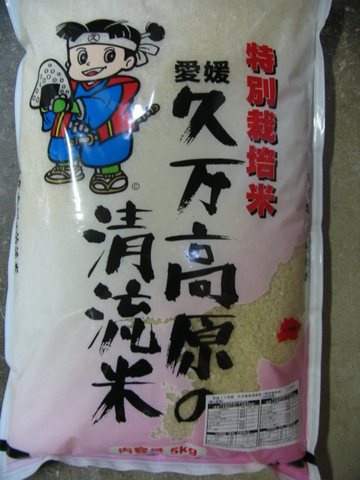 特別栽培米
愛媛
久万高原の
清流米
内容量 5kg